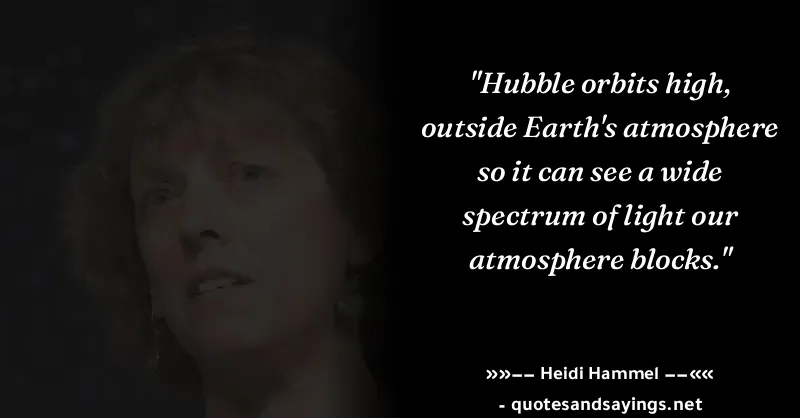 "Hubble orbits high,
outside Earth's atmosphere
so it can see a wide
spectrum of light our
atmosphere blocks."
»»−− Heidi Hammel −−««
- quotesandsayings.net